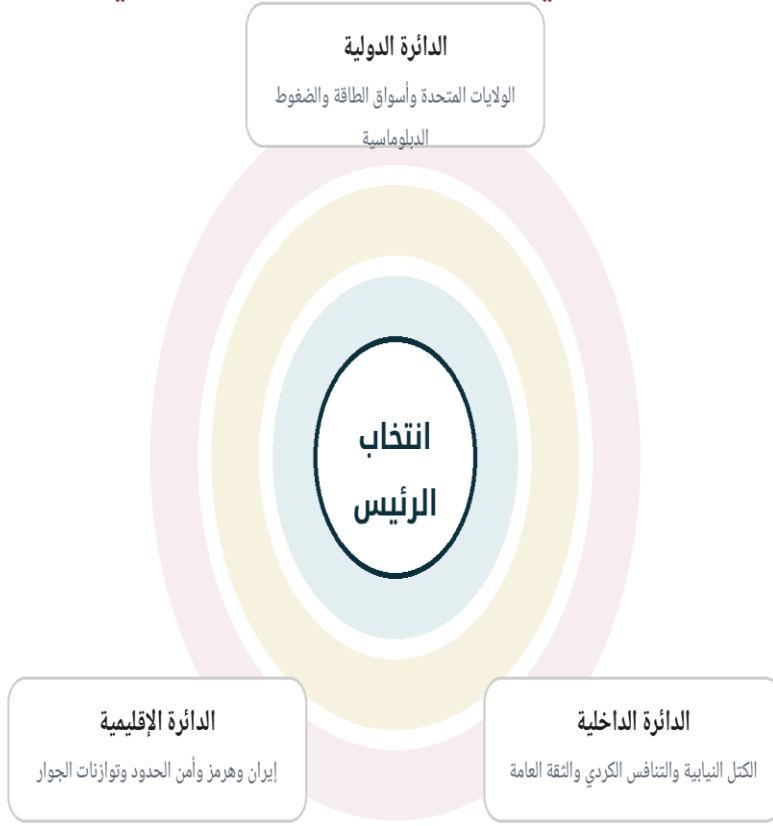 الدائرة الدولية
الولايات المتحدة وأسواق الطاقة والضغوط
الدبلوماسية
انتخاب
الرئيس
الدائرة الداخلية
الكتل النيابية والتنافس الكردي والثقة العامة
الدائرة الإقليمية
إيران وهرمز وأمن الحدود وتوازنات الجوار